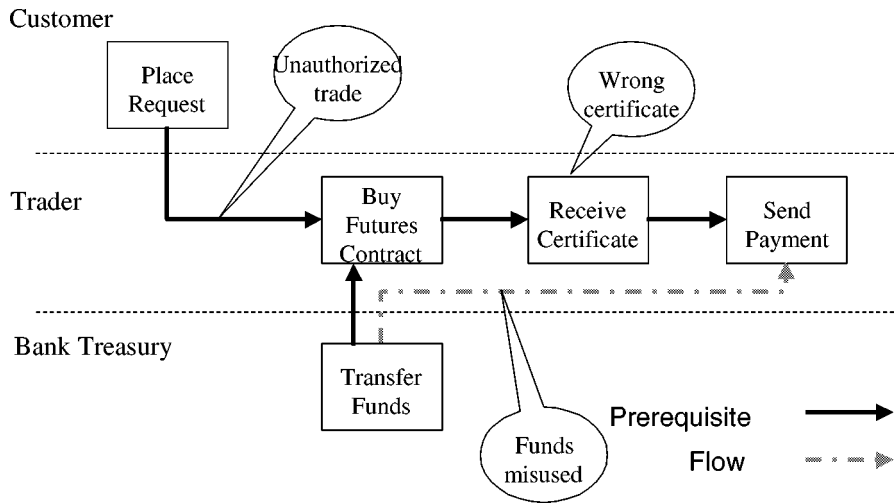 Customer
Place
Request
Unauthorized
trade
Wrong
certificate
Trader
Buy
Futures
Contract
Receive
Certificate
Send
Payment
Bank Treasury
Transfer
Funds
Funds
misused
Prerequisite
Flow